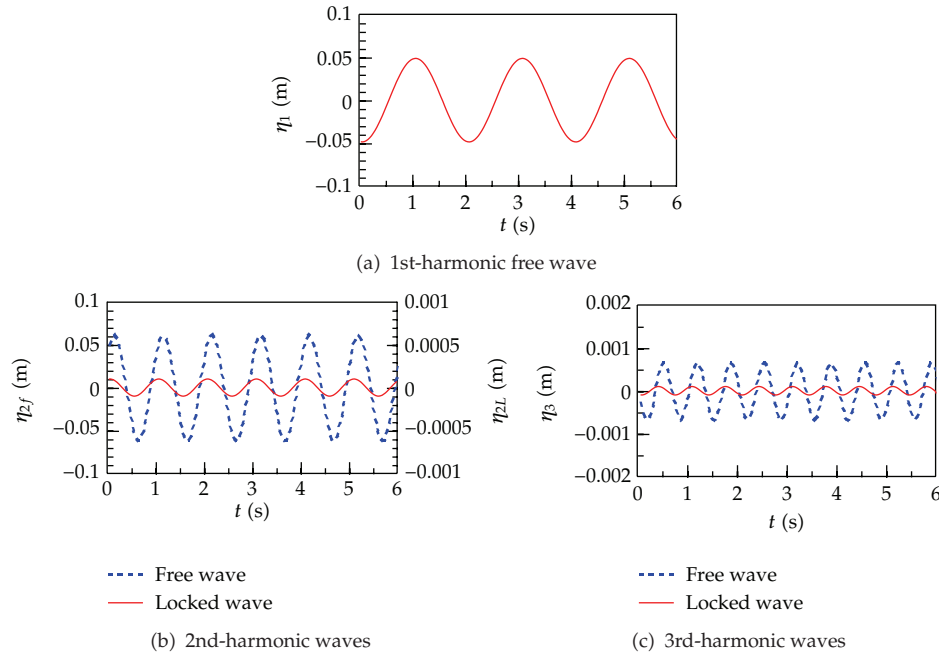 0.1
0.05
0
−0.05
−0.1
η1 (m)
0 1 2 3 4 5 6
t (s)
(a) 1st-harmonic free wave
0.1
0.05
0
−0.05
−0.1
η2f (m)
0.001
0.0005
0
−0.0005
−0.001
η2L (m)
0 1 2 3 4 5 6
t (s)
Free wave
Locked wave
(b) 2nd-harmonic waves
0.002
0.001
0
−0.001
−0.002
η3 (m)
0 1 2 3 4 5 6
t (s)
Free wave
Locked wave
(c) 3rd-harmonic waves